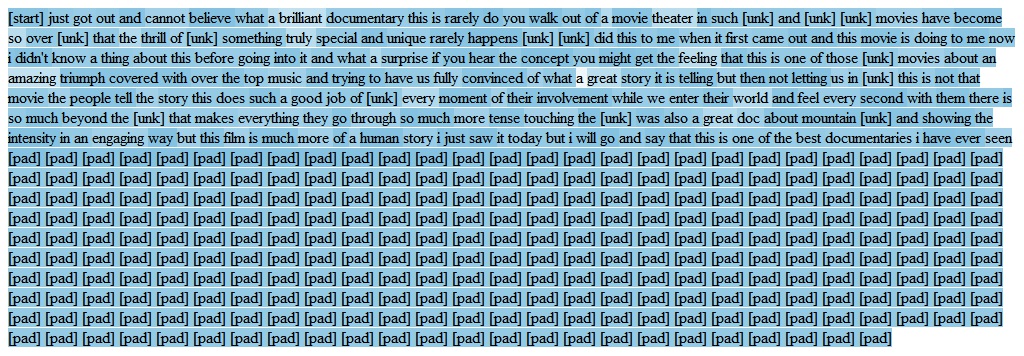 [start] just got out and cannot believe what a brilliant documentary this is rarely do you walk out of a movie theater in such [unk] and [unk] [unk] movies have become
so over [unk] that the thrill of [unk] something truly special and unique rarely happens [unk] [unk] did this to me when it first came out and this movie is doing to me now
i didn't know a thing about this before going into it and what a surprise if you hear the concept you might get the feeling that this is one of those [unk] movies about an
amazing triumph covered with over the top music and trying to have us fully convinced of what a great story it is telling but then not letting us in [unk] this is not that
movie the people tell the story this does such a good job of [unk] every moment of their involvement while we enter their world and feel every second with them there is
so much beyond the [unk] that makes everything they go through so much more tense touching the [unk] was also a great doc about mountain [unk] and showing the
intensity in an engaging way but this film is much more of a human story i just saw it today but i will go and say that this is one of the best documentaries i have ever seen
[pad] [pad] [pad] [pad] [pad] [pad] [pad] [pad] [pad] [pad] [pad] [pad] [pad] [pad] [pad] [pad] [pad] [pad] [pad] [pad] [pad] [pad] [pad] [pad] [pad] [pad] [pad]
[pad] [pad] [pad] [pad] [pad] [pad] [pad] [pad] [pad] [pad] [pad] [pad] [pad] [pad] [pad] [pad] [pad] [pad] [pad] [pad] [pad] [pad] [pad] [pad] [pad] [pad] [pad]
[pad] [pad] [pad] [pad] [pad] [pad] [pad] [pad] [pad] [pad] [pad] [pad] [pad] [pad] [pad] [pad] [pad] [pad] [pad] [pad] [pad] [pad] [pad] [pad] [pad] [pad] [pad]
[pad] [pad] [pad] [pad] [pad] [pad] [pad] [pad] [pad] [pad] [pad] [pad] [pad] [pad] [pad] [pad] [pad] [pad] [pad] [pad] [pad] [pad] [pad] [pad] [pad] [pad] [pad]
[pad] [pad] [pad] [pad] [pad] [pad] [pad] [pad] [pad] [pad] [pad] [pad] [pad] [pad] [pad] [pad] [pad] [pad] [pad] [pad] [pad] [pad] [pad] [pad] [pad] [pad] [pad]
[pad] [pad] [pad] [pad] [pad] [pad] [pad] [pad] [pad] [pad] [pad] [pad] [pad] [pad] [pad] [pad] [pad] [pad] [pad] [pad] [pad] [pad] [pad] [pad] [pad] [pad] [pad]
[pad] [pad] [pad] [pad] [pad] [pad] [pad] [pad] [pad] [pad] [pad] [pad] [pad] [pad] [pad] [pad] [pad] [pad] [pad] [pad] [pad] [pad] [pad] [pad] [pad] [pad] [pad]
[pad] [pad] [pad] [pad] [pad] [pad] [pad] [pad] [pad] [pad] [pad] [pad] [pad] [pad] [pad] [pad] [pad] [pad] [pad] [pad] [pad] [pad] [pad] [pad] [pad] [pad] [pad]
[pad] [pad] [pad] [pad] [pad] [pad] [pad] [pad] [pad] [pad] [pad] [pad] [pad] [pad] [pad] [pad] [pad] [pad] [pad] [pad] [pad] [pad] [pad] [pad] [pad] [pad] [pad]
[pad] [pad] [pad] [pad] [pad] [pad] [pad] [pad] [pad] [pad] [pad] [pad] [pad] [pad] [pad] [pad] [pad] [pad] [pad] [pad] [pad] [pad] [pad] [pad]